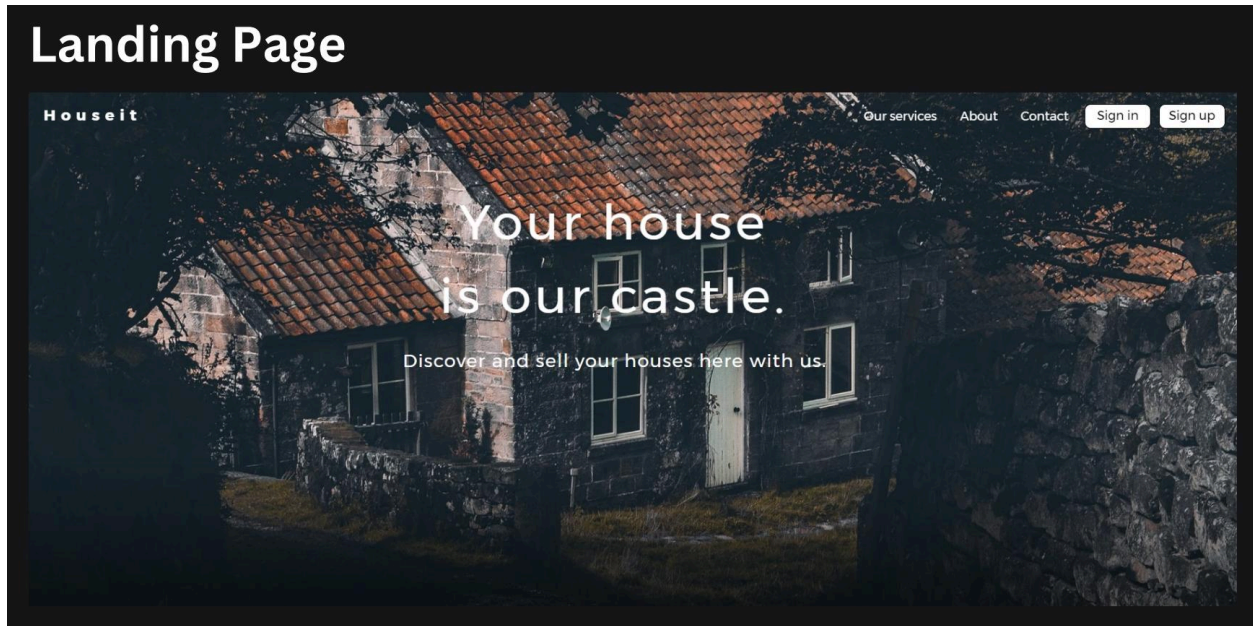 Landing Page
Houseit
Our services About Contact Sign in Sign up
Your house
is our castle.
Discover and sell your houses here with us.